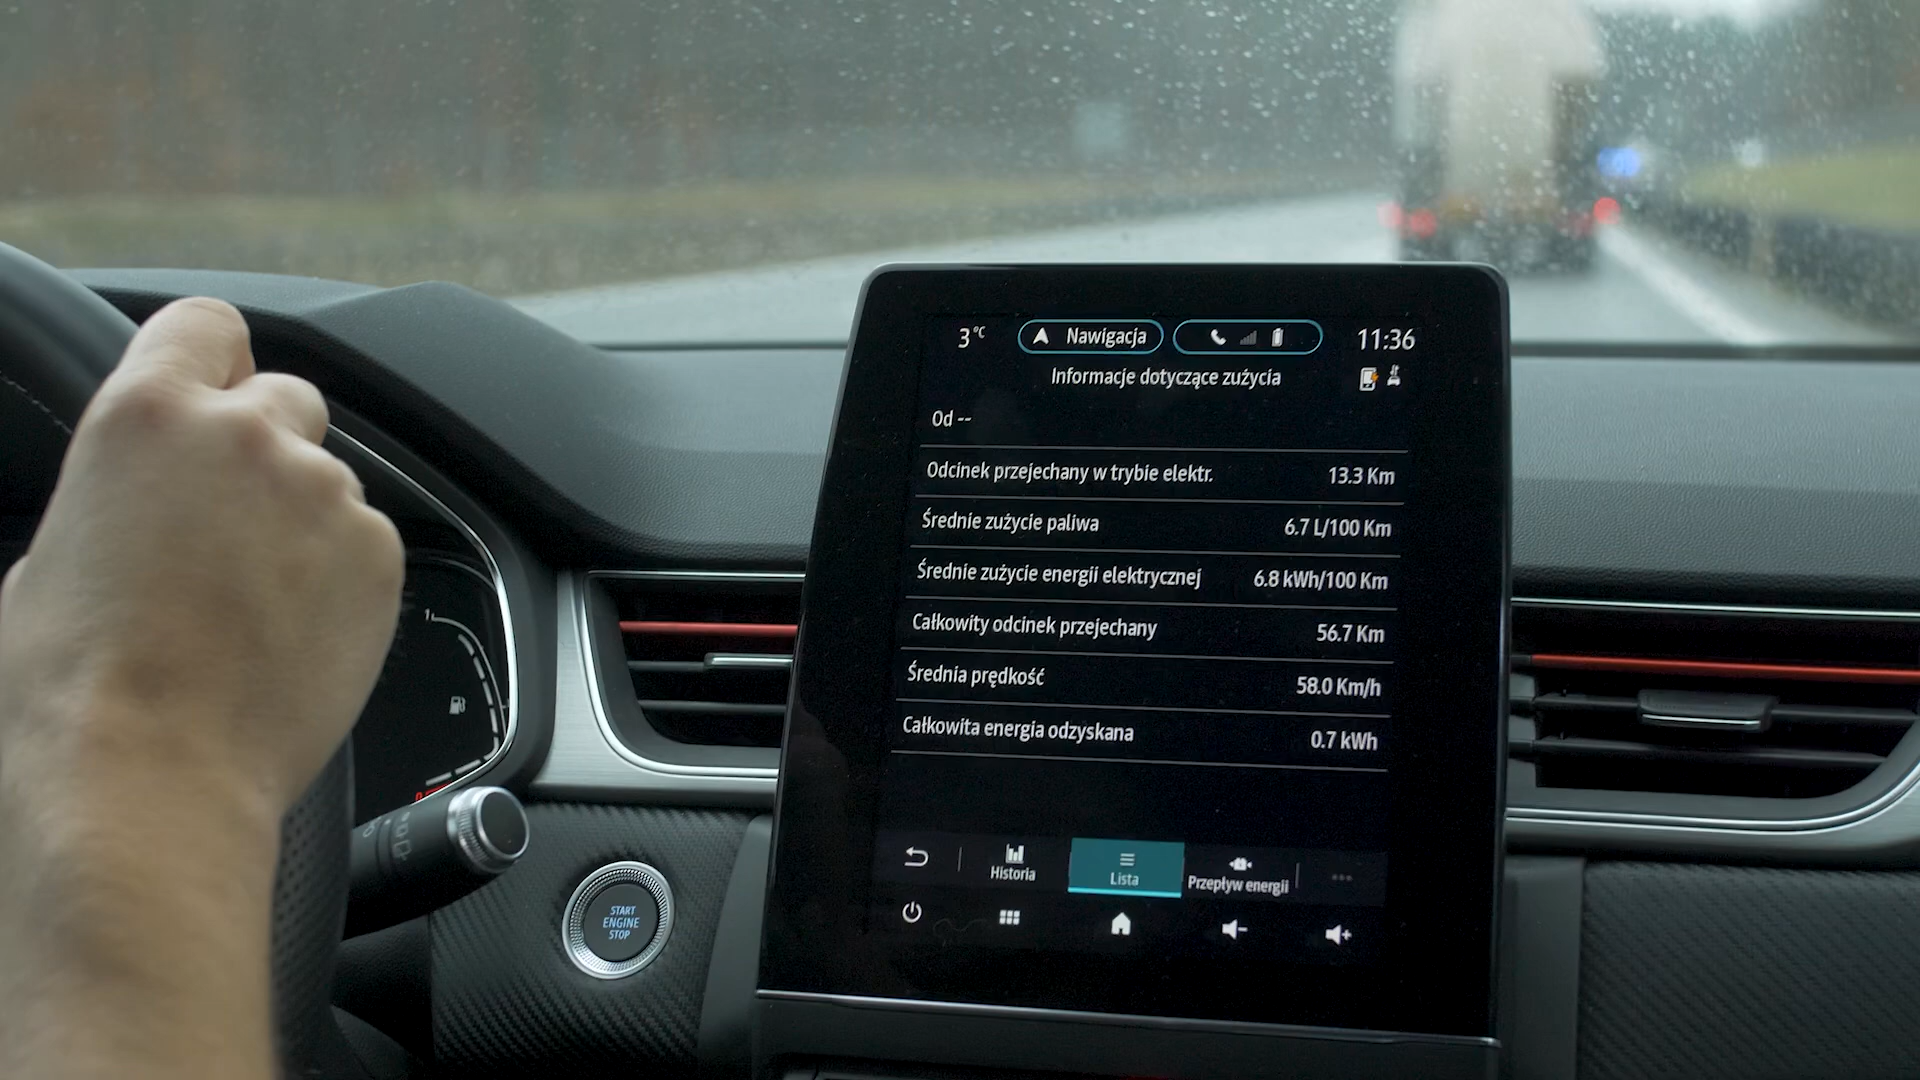 3 °C Nawigacja 11:36
Informacje dotyczące zużycia
Od --
Odcinek przejechany w trybie elektr. 13.3 Km
Średnie zużycie paliwa 6.7 L/100 Km
Średnie zużycie energii elektrycznej 6.8 kWh/100 Km
Całkowity odcinek przejechany 56.7 Km
Średnia prędkość 58.0 Km/h
Całkowita energia odzyskana 0.7 kWh
Historia Lista Przepływ energii
1
0
START
ENGINE
STOP